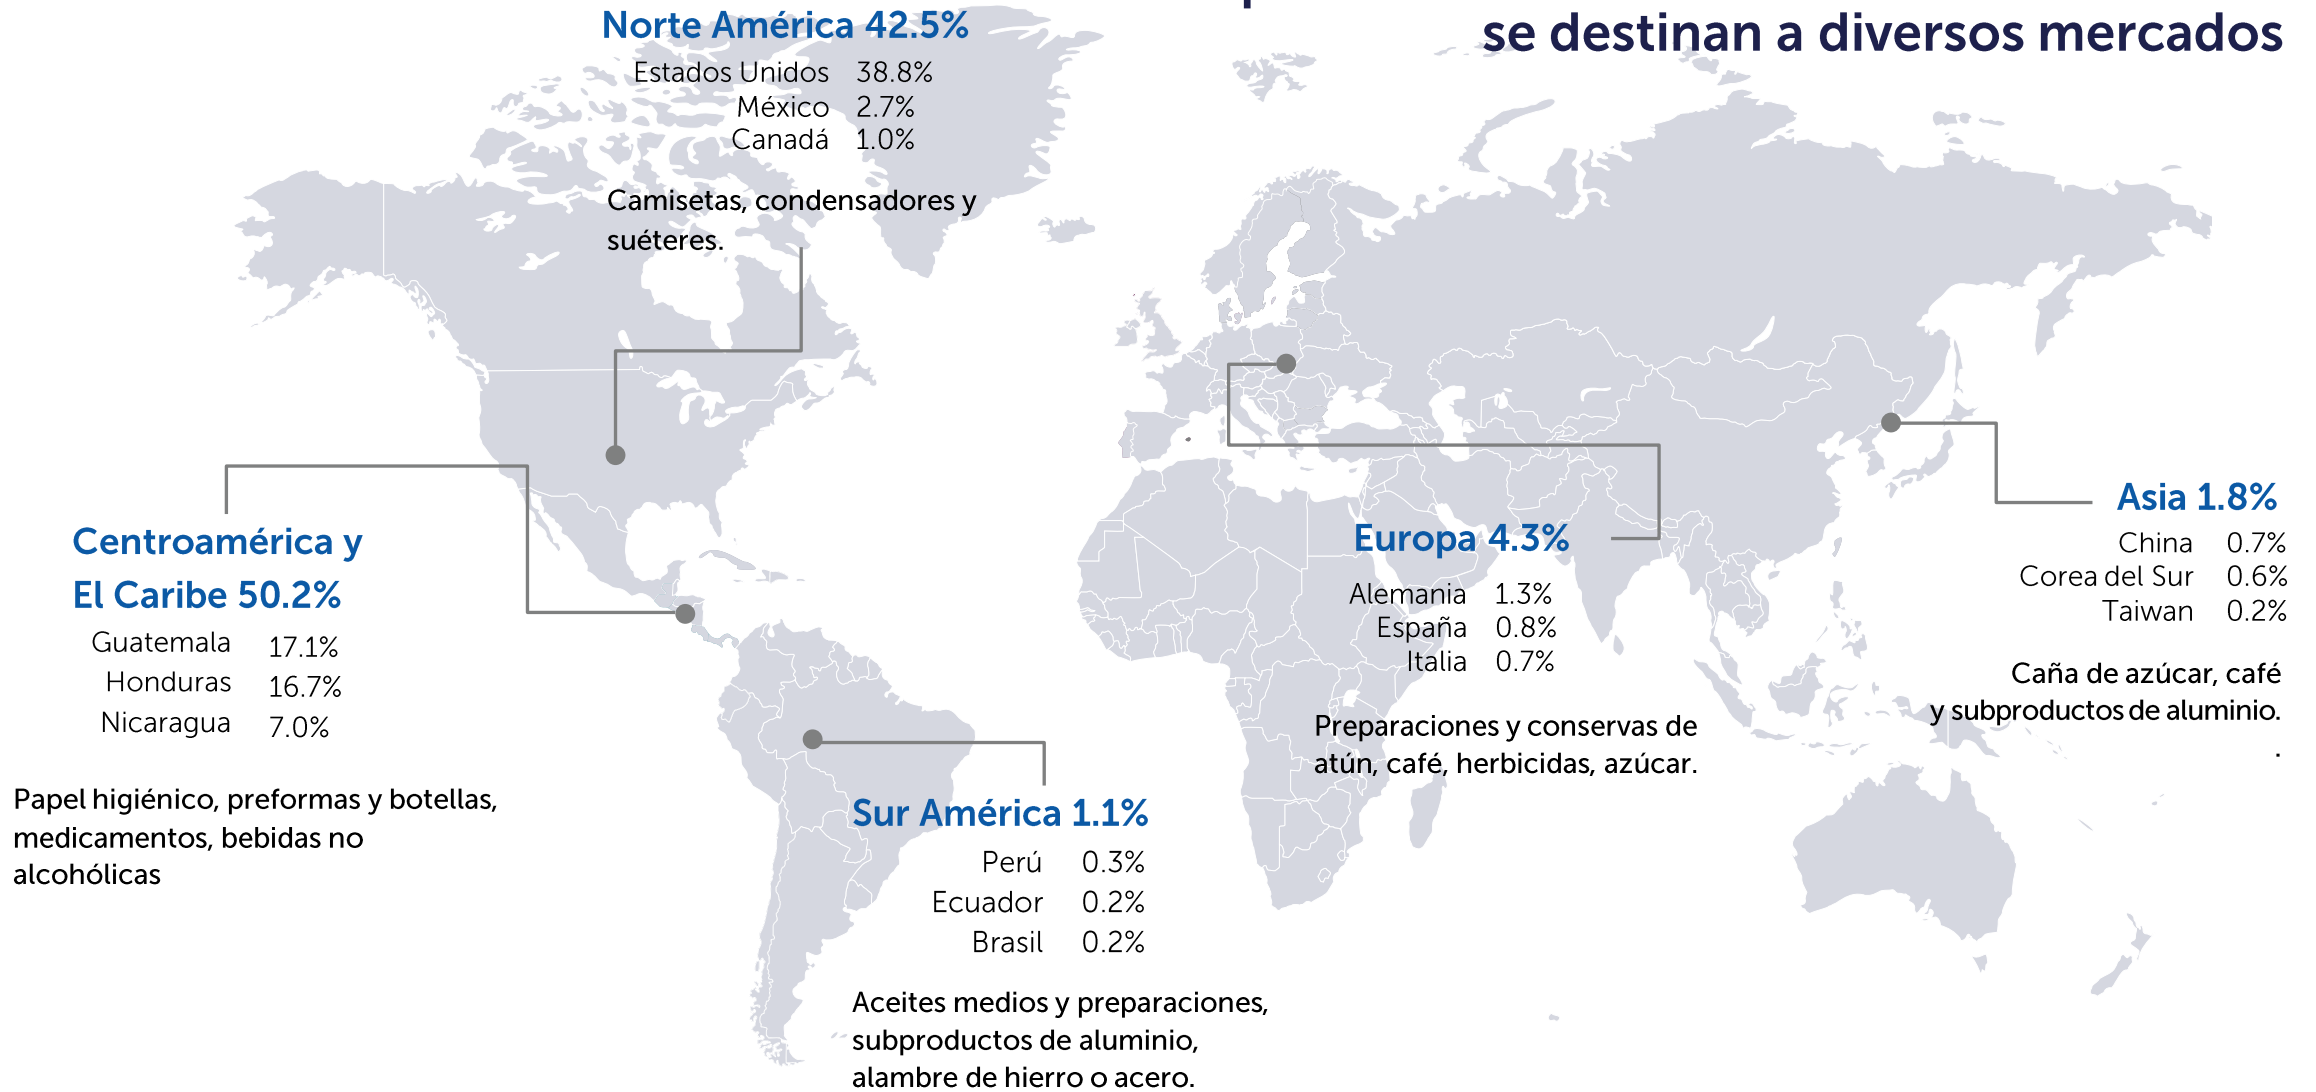 se destinan a diversos mercados
Norte América 42.5%
Estados Unidos 38.8%
México 2.7%
Canadá 1.0%
Camisetas, condensadores y
suéteres.
Centroamérica y
El Caribe 50.2%
Guatemala 17.1%
Honduras 16.7%
Nicaragua 7.0%
Papel higiénico, preformas y botellas,
medicamentos, bebidas no
alcohólicas
Sur América 1.1%
Perú 0.3%
Ecuador 0.2%
Brasil 0.2%
Aceites medios y preparaciones,
subproductos de aluminio,
alambre de hierro o acero.
Europa 4.3%
Alemania 1.3%
España 0.8%
Italia 0.7%
Preparaciones y conservas de
atún, café, herbicidas, azúcar.
Asia 1.8%
China 0.7%
Corea del Sur 0.6%
Taiwan 0.2%
Caña de azúcar, café
y subproductos de aluminio.
.